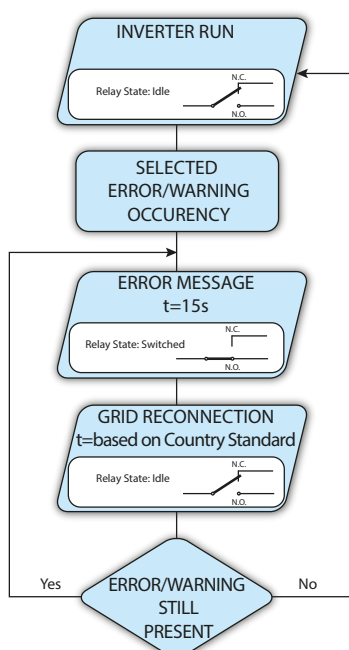 INVERTER RUN
N.C.
Relay State: Idle
N.O.
SELECTED
ERROR/WARNING
OCCURENCY
ERROR MESSAGE
t=15s
N.C.
Relay State: Switched
N.O.
GRID RECONNECTION
t=based on Country Standard
N.C.
Relay State: Idle
N.O.
Yes
ERROR/WARNING
STILL
PRESENT
No